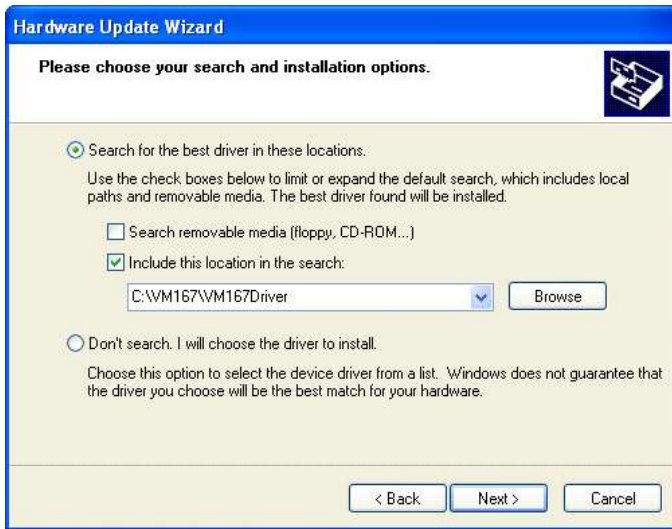 Hardware Update Wizard
Please choose your search and installation options.
Search for the best driver in these locations.
Use the check boxes below to limit or expand the default search, which includes local
paths and removable media. The best driver found will be installed.
Search removable media (floppy, CD-ROM...)
Include this location in the search:
C:\VM167\VM167Driver
Browse
Don't search. I will choose the driver to install.
Choose this option to select the device driver from a list. Windows does not guarantee that
the driver you choose will be the best match for your hardware.
< Back Next > Cancel